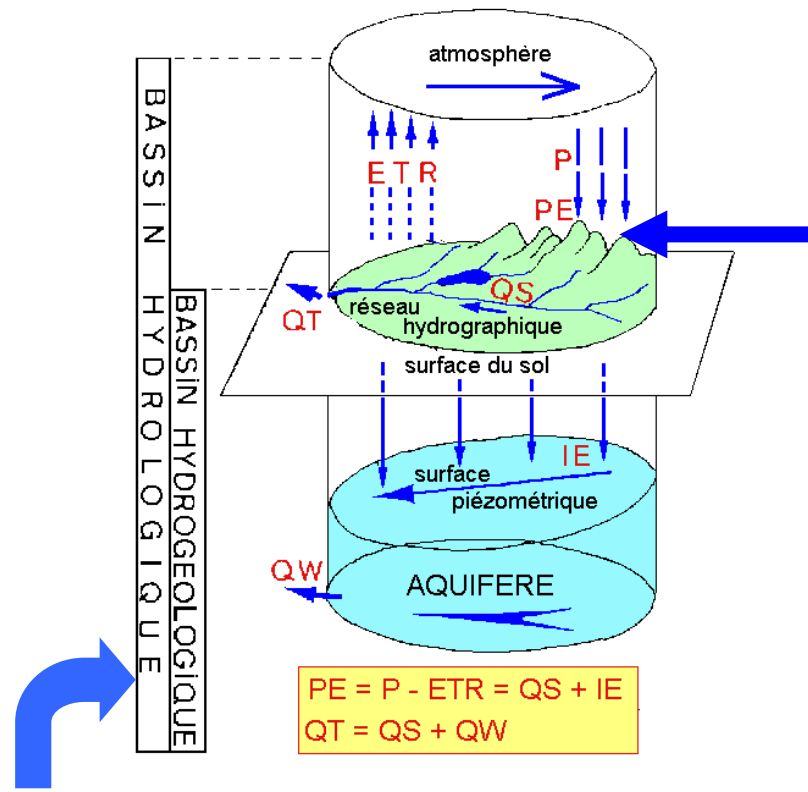 atmosphère
E T R
P
PE
QS
QT
réseau
hydrographique
surface du sol
IE
surface
piézométrique
QW
AQUIFERE
BASSiN HYDROLOGIQUE
BASSiN HYDROGEOLOGiQUE
PE = P - ETR = QS + IE
QT = QS + QW